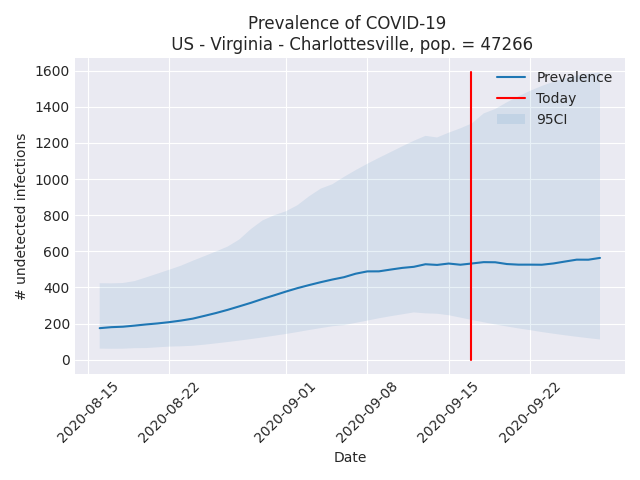 Prevalence of COVID-19
US - Virginia - Charlottesville, pop. = 47266
1600
1400
1200
1000
800
600
400
200
0
# undetected infections
Prevalence
Today
95CI
2020-08-15
2020-08-22
2020-09-01
2020-09-08
2020-09-15
2020-09-22
Date